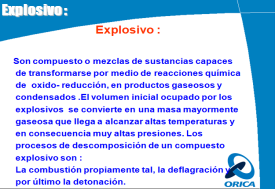 Explosivo :
Explosivo :
Son compuesto o mezclas de sustancias capaces
de transformarse por medio de reacciones química
de oxido- reducción, en productos gaseosos y
condensados .El volumen inicial ocupado por los
explosivos se convierte en una masa mayormente
gaseosa que llega a alcanzar altas temperaturas y
en consecuencia muy altas presiones. Los
procesos de descomposición de un compuesto
explosivo son :
La combustión propiamente tal, la deflagración y
por último la detonación.
ORICA